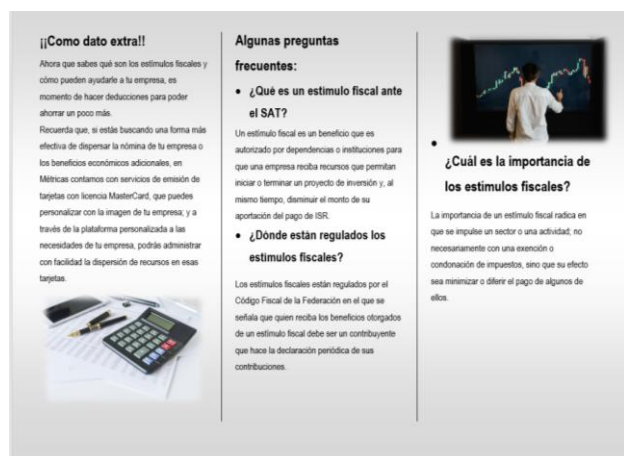 ¡¡Como dato extra!!
Ahora que sabes qué son los estímulos fiscales y
cómo pueden ayudarle a tu empresa, es
momento de hacer deducciones para poder
ahorrar un poco más.
Recuerda que, si estás buscando una forma más
efectiva de dispersar la nómina de tu empresa o
los beneficios económicos adicionales, en
Métricas contamos con servicios de emisión de
tarjetas con licencia MasterCard, que puedes
personalizar con la imagen de tu empresa; y a
través de la plataforma personalizada a las
necesidades de tu empresa, podrás administrar
con facilidad la dispersión de recursos en esas
tarjetas.
Algunas preguntas
frecuentes:
• ¿Qué es un estímulo fiscal ante
el SAT?
Un estímulo fiscal es un beneficio que es
autorizado por dependencias o instituciones para
que una empresa reciba recursos que permitan
iniciar o terminar un proyecto de inversión y, al
mismo tiempo, disminuir el monto de su
aportación del pago de ISR.
• ¿Dónde están regulados los
estímulos fiscales?
Los estímulos fiscales están regulados por el
Código Fiscal de la Federación en el que se
señala que quien reciba los beneficios otorgados
de un estímulo fiscal debe ser un contribuyente
que hace la declaración periódica de sus
contribuciones.
•
¿Cuál es la importancia de
los estímulos fiscales?
La importancia de un estímulo fiscal radica en
que se impulse un sector o una actividad; no
necesariamente con una exención o
condonación de impuestos, sino que su efecto
sea minimizar o diferir el pago de algunos de
ellos.